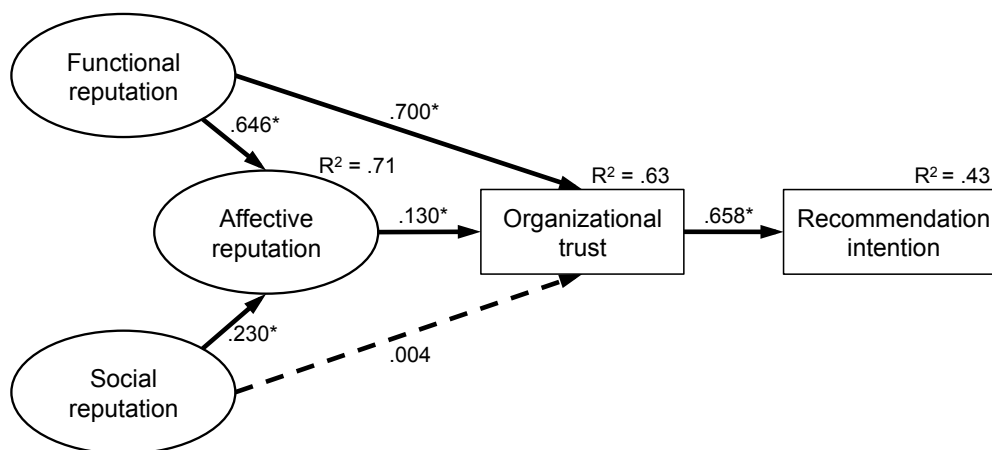 Functional
reputation
.700*
.646*
R² = .71
R² = .63
R² = .43
Affective
reputation
.130*
Organizational
trust
.658*
Recommendation
intention
.230*
.004
Social
reputation